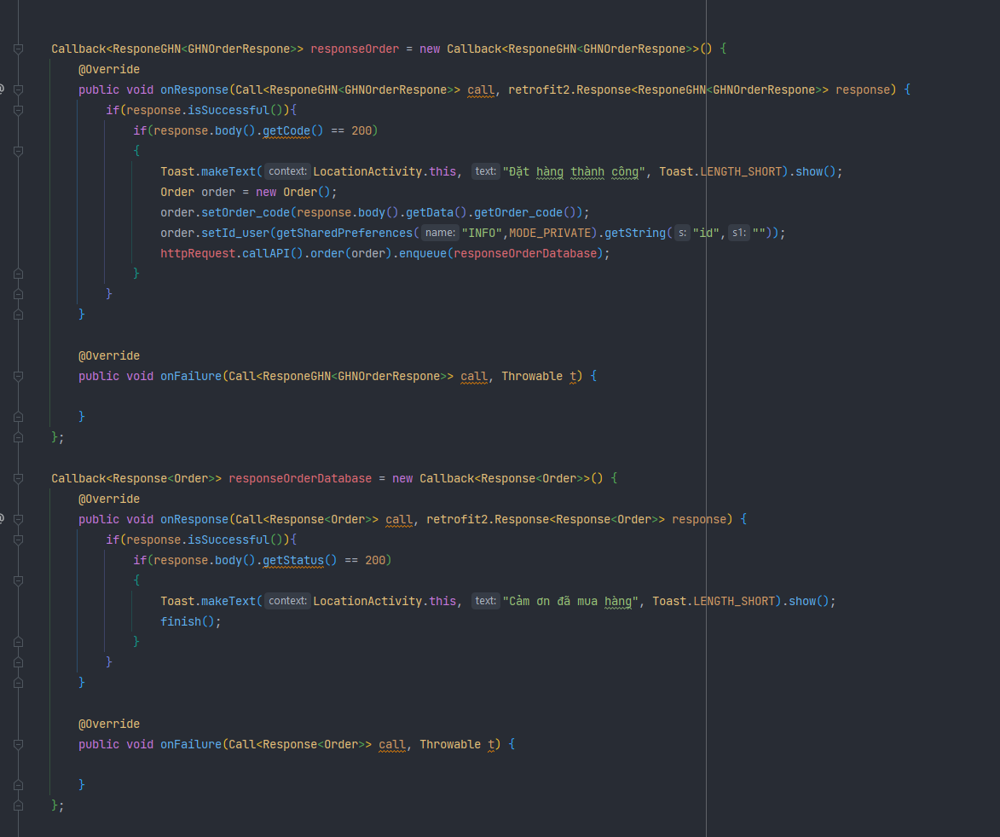 Callback<ResponeGHN<GHNOrderRespone>> responseOrder = new Callback<ResponeGHN<GHNOrderRespone>>() {
@Override
public void onResponse(Call<ResponeGHN<GHNOrderRespone>> call, retrofit2.Response<ResponeGHN<GHNOrderRespone>> response) {
if(response.isSuccessful()){
if(response.body().getCode() == 200)
{
Toast.makeText( context: LocationActivity.this, text: "Đặt hàng thành công", Toast.LENGTH_SHORT).show();
Order order = new Order();
order.setOrder_code(response.body().getData().getOrder_code());
order.setId_user(getSharedPreferences( name: "INFO",MODE_PRIVATE).getString( s: "id", s1: ""));
httpRequest.callAPI().order(order).enqueue(responseOrderDatabase);
}
}
}
@Override
public void onFailure(Call<ResponeGHN<GHNOrderRespone>> call, Throwable t) {
}
};
Callback<Response<Order>> responseOrderDatabase = new Callback<Response<Order>>() {
@Override
public void onResponse(Call<Response<Order>> call, retrofit2.Response<Response<Order>> response) {
if(response.isSuccessful()){
if(response.body().getStatus() == 200)
{
Toast.makeText( context: LocationActivity.this, text: "Cảm ơn đã mua hàng", Toast.LENGTH_SHORT).show();
finish();
}
}
}
@Override
public void onFailure(Call<Response<Order>> call, Throwable t) {
}
};